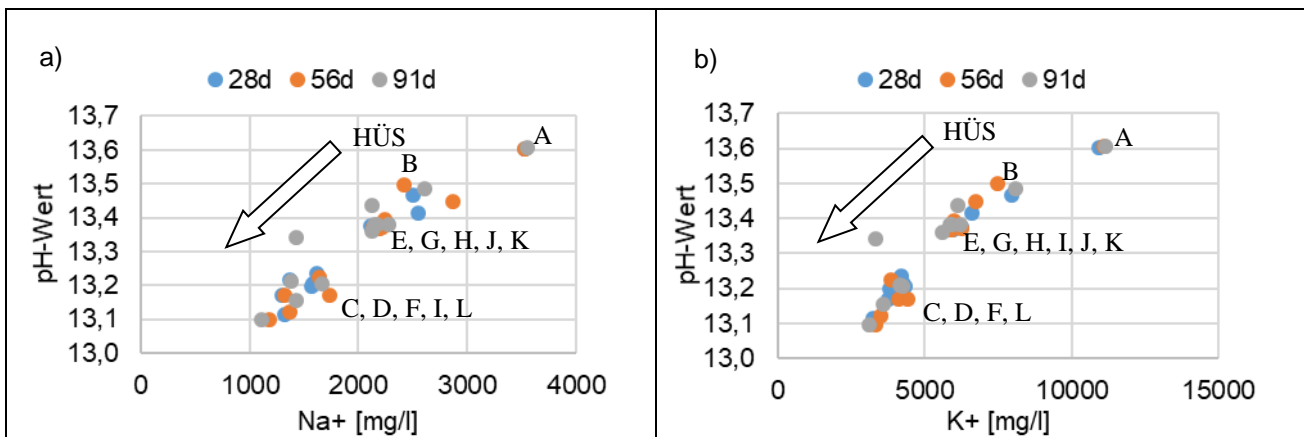 a)
28d 56d 91d
13,7
13,6
13,5
13,4
13,3
13,2
13,1
13,0
pH-Wert
HÜS
A
B
E, G, H, J, K
C, D, F, I, L
0 1000 2000 3000 4000
Na+ [mg/l]
b)
28d 56d 91d
13,7
13,6
13,5
13,4
13,3
13,2
13,1
13,0
pH-Wert
HÜS
A
B
E, G, H, I, J, K
C, D, F, L
0 5000 10000 15000
K+ [mg/l]